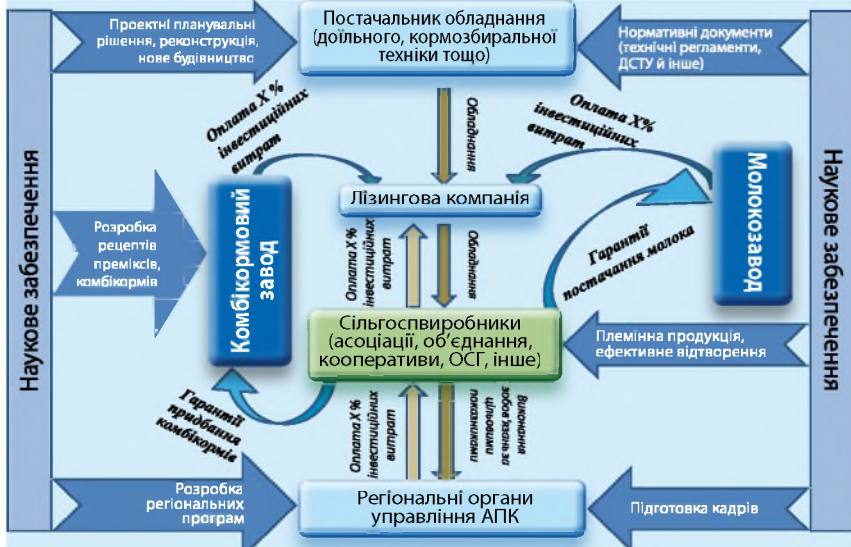 Проектні планувальні
рішення, реконструкція,
нове будівництво
Постачальник обладнання
(доїльного, кормозбиральної
техніки тощо)
Нормативні документи
(технічні регламенти,
ДСТУ й інше)
Оплата X %
інвестиційних
витрат
Обладнання
Оплата X%
інвестиційних
витрат
Наукове забезпечення
Наукове забезпечення
Лізингова компанія
Комбікормовий
завод
Молокозавод
Розробка
рецептів
преміксів,
комбікормів
Оплата X %
інвестиційних
витрат
Обладнання
Гарантії
постачання молока
Сільгоспвиробники
(асоціації, об’єднання,
кооперативи, ОСГ, інше)
Племінна продукція,
ефективне відтворення
Гарантії
придбання
комбікормів
Оплата X %
інвестиційних
витрат
Виконання
зобов’язань за
цільовими
показниками
Розробка
регіональних
програм
Регіональні органи
управління АПК
Підготовка кадрів